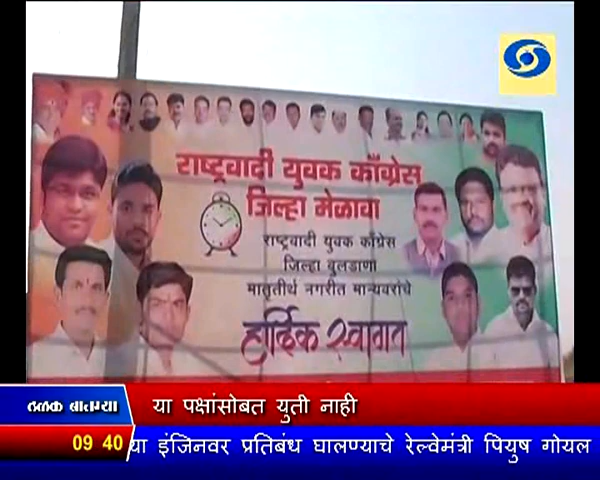 राष्ट्रवादी युवक काँग्रेस
जिल्हा मेळावा
राष्ट्रवादी युवक काँग्रेस
जिल्हा बुलडाणा
मातृतीर्थ नगरीत मान्यवरांचे
हार्दिक स्वागत
ठळक बातम्या
या पक्षांसोबत युती नाही
09 40
या इंजिनवर प्रतिबंध घालण्याचे रेल्वेमंत्री पियुष गोयल